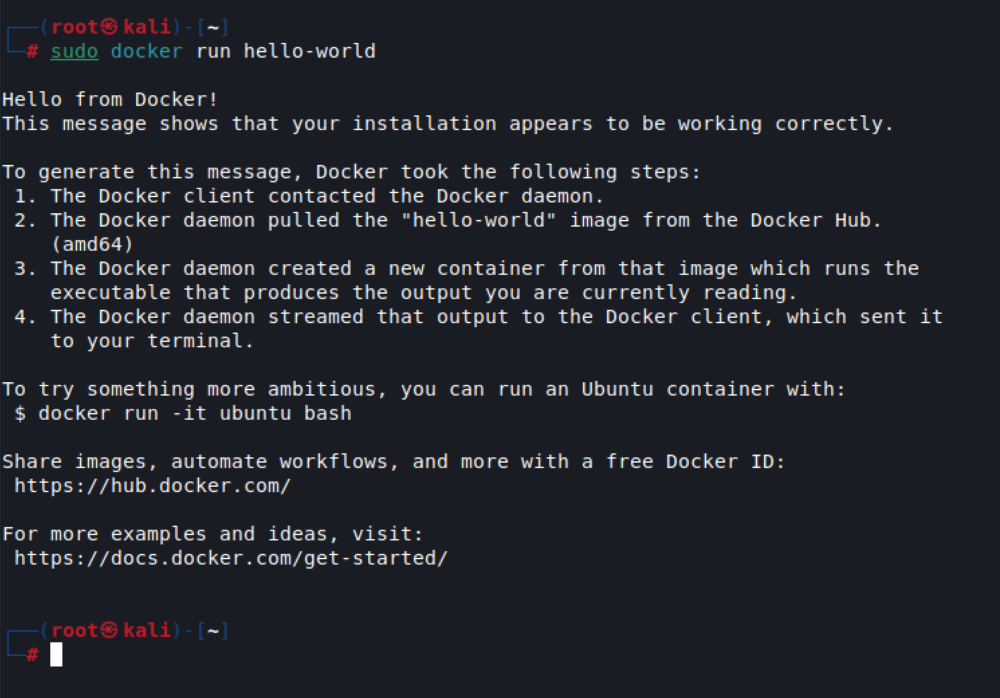 ┌──(root㉿kali)-[~]
└─# sudo docker run hello-world
Hello from Docker!
This message shows that your installation appears to be working correctly.
To generate this message, Docker took the following steps:
 1. The Docker client contacted the Docker daemon.
 2. The Docker daemon pulled the "hello-world" image from the Docker Hub.
    (amd64)
 3. The Docker daemon created a new container from that image which runs the
    executable that produces the output you are currently reading.
 4. The Docker daemon streamed that output to the Docker client, which sent it
    to your terminal.
To try something more ambitious, you can run an Ubuntu container with:
 $ docker run -it ubuntu bash
Share images, automate workflows, and more with a free Docker ID:
 https://hub.docker.com/
For more examples and ideas, visit:
 https://docs.docker.com/get-started/
┌──(root㉿kali)-[~]
└─#